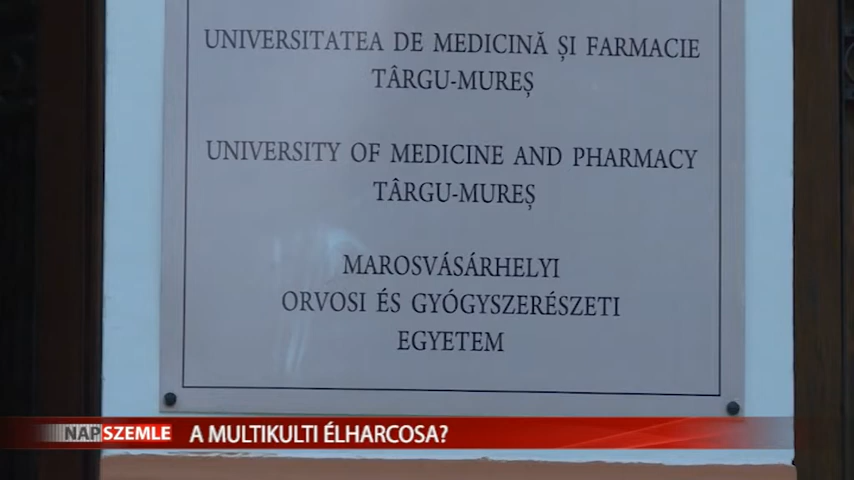 UNIVERSITATEA DE MEDICINĂ ȘI FARMACIE
TÂRGU-MUREȘ
UNIVERSITY OF MEDICINE AND PHARMACY
TÂRGU-MUREȘ
MAROSVÁSÁRHELYI
ORVOSI ÉS GYÓGYSZERÉSZETI
EGYETEM
NAPSZEMLE A MULTIKULTI ÉLHARCOSA?